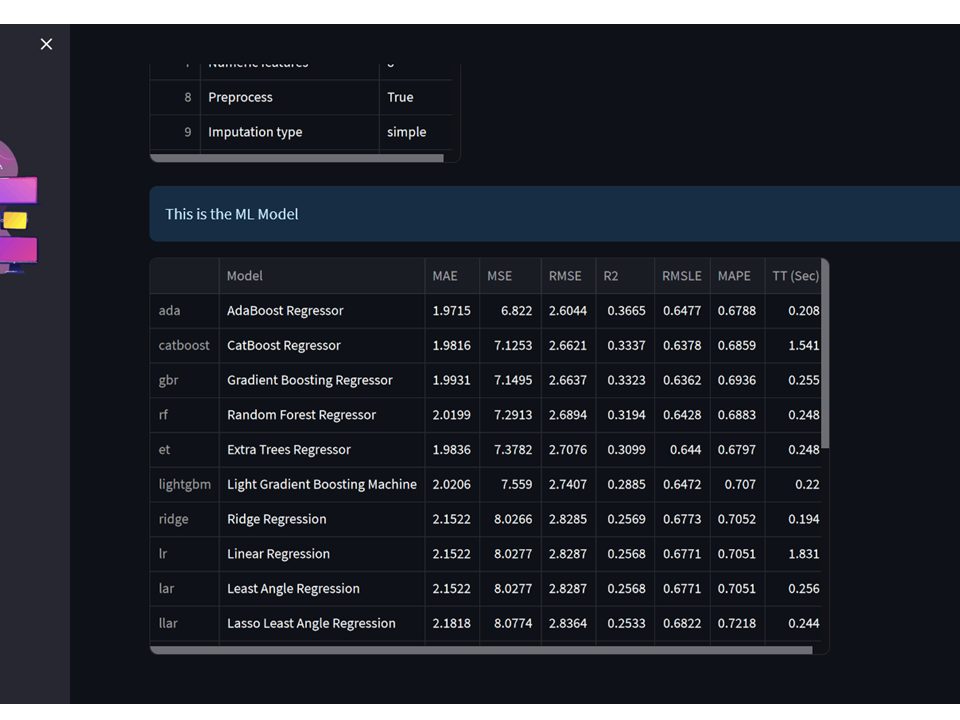 8 Preprocess True
9 Imputation type simple
This is the ML Model
Model MAE MSE RMSE R2 RMSLE MAPE TT (Sec)
ada AdaBoost Regressor 1.9715 6.822 2.6044 0.3665 0.6477 0.6788 0.208
catboost CatBoost Regressor 1.9816 7.1253 2.6621 0.3337 0.6378 0.6859 1.541
gbr Gradient Boosting Regressor 1.9931 7.1495 2.6637 0.3323 0.6362 0.6936 0.255
rf Random Forest Regressor 2.0199 7.2913 2.6894 0.3194 0.6428 0.6883 0.248
et Extra Trees Regressor 1.9836 7.3782 2.7076 0.3099 0.644 0.6797 0.248
lightgbm Light Gradient Boosting Machine 2.0206 7.559 2.7407 0.2885 0.6472 0.707 0.22
ridge Ridge Regression 2.1522 8.0266 2.8285 0.2569 0.6773 0.7052 0.194
lr Linear Regression 2.1522 8.0277 2.8287 0.2568 0.6771 0.7051 1.831
lar Least Angle Regression 2.1522 8.0277 2.8287 0.2568 0.6771 0.7051 0.256
llar Lasso Least Angle Regression 2.1818 8.0774 2.8364 0.2533 0.6822 0.7218 0.244